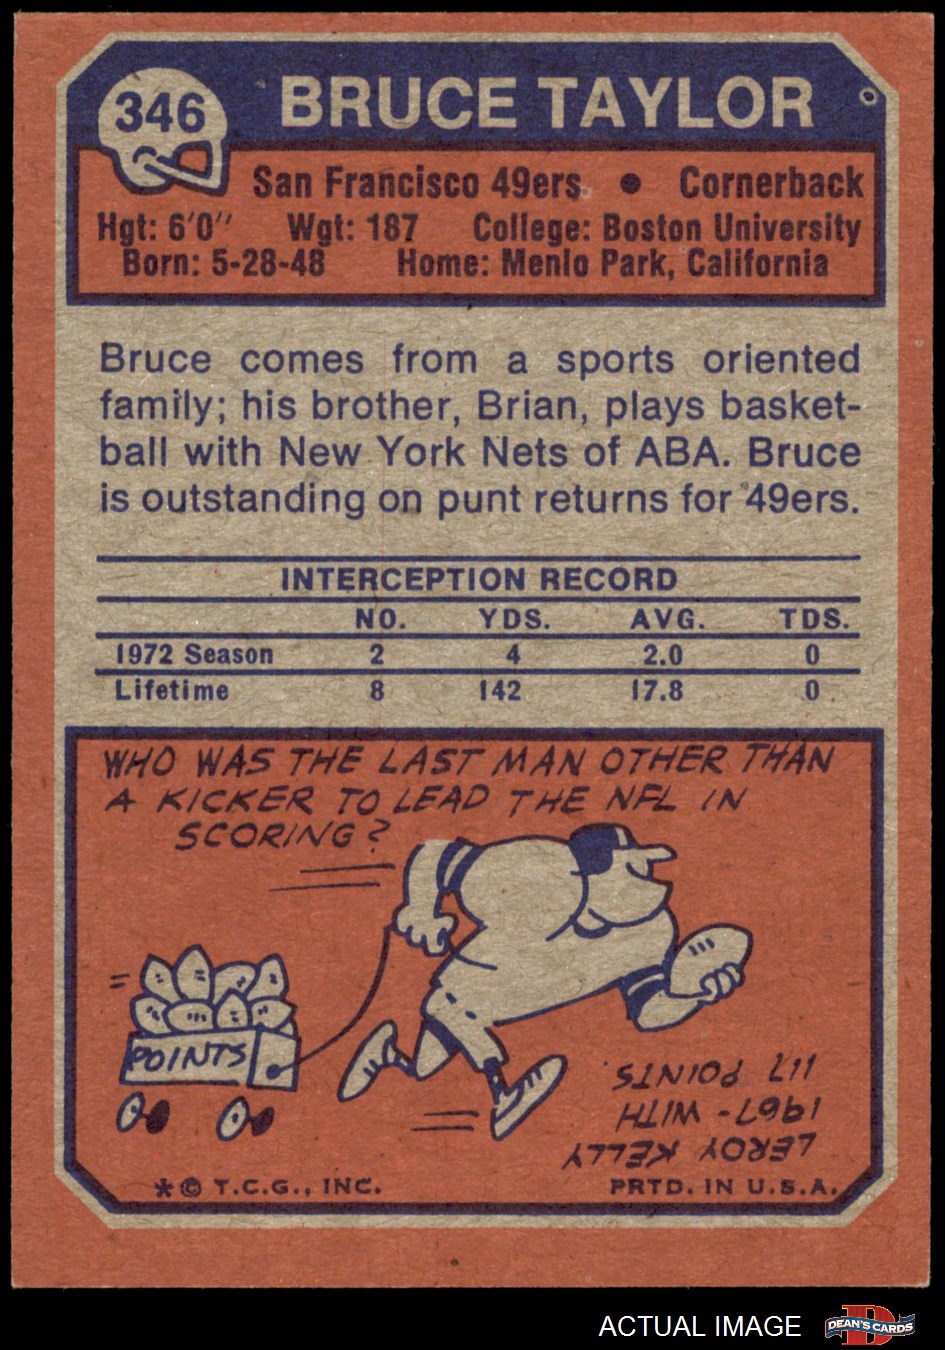 346
BRUCE TAYLOR
San Francisco 49ers • Cornerback
Hgt: 6'0" Wgt: 187 College: Boston University
Born: 5-28-48 Home: Menlo Park, California
Bruce comes from a sports oriented
family; his brother, Brian, plays basket-
ball with New York Nets of ABA. Bruce
is outstanding on punt returns for 49ers.
INTERCEPTION RECORD
NO. YDS. AVG. TDS.
1972 Season 2 4 2.0 0
Lifetime 8 142 17.8 0
WHO WAS THE LAST MAN OTHER THAN
A KICKER TO LEAD THE NFL IN
SCORING?
POINTS
LEROY KELLY
1967 - WITH
117 POINTS.
*© T.C.G., INC. PRTD. IN U.S.A.
ACTUAL IMAGE
DEAN'S CARDS